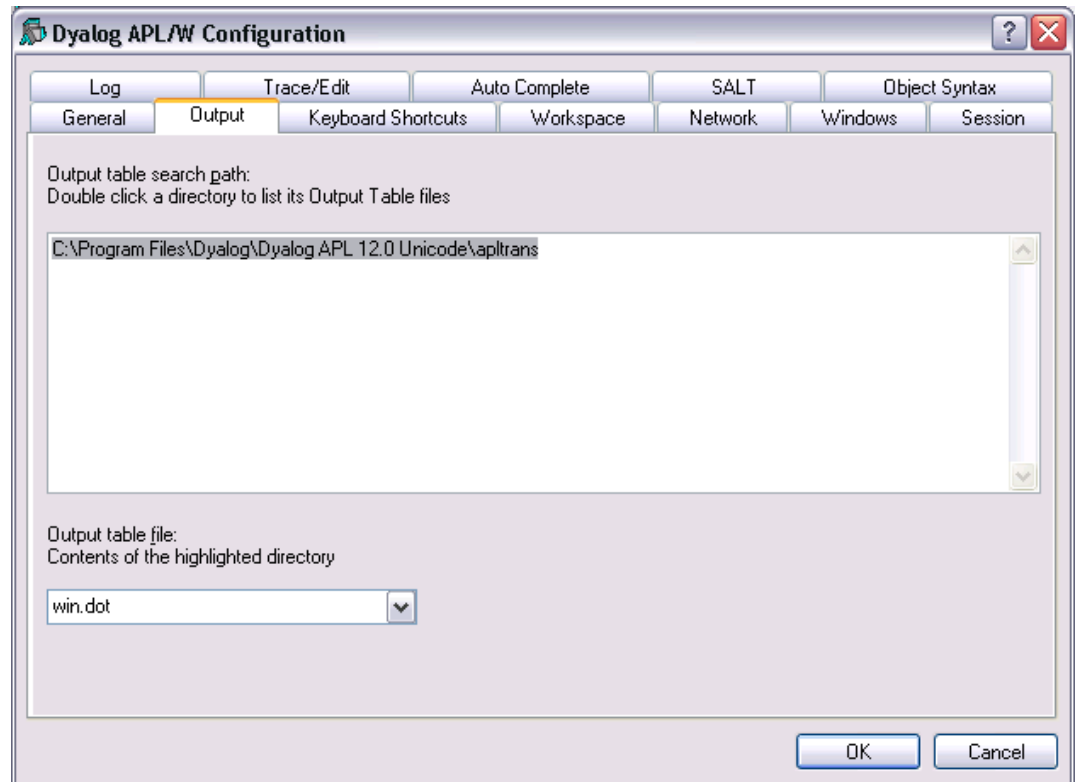 Dyalog APL/W Configuration
Log Trace/Edit Auto Complete SALT Object Syntax
General Output Keyboard Shortcuts Workspace Network Windows Session
Output table search path:
Double click a directory to list its Output Table files
C:\Program Files\Dyalog\Dyalog APL 12.0 Unicode\apltrans
Output table file:
Contents of the highlighted directory
win.dot
OK Cancel